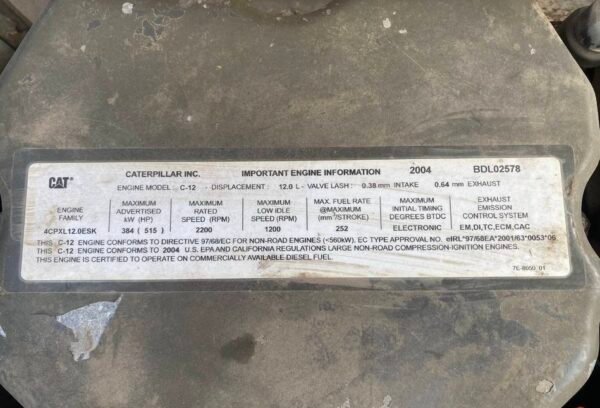 CATERPILLAR INC. IMPORTANT ENGINE INFORMATION 2004 BDL02578
CAT
ENGINE MODEL: C-12 - DISPLACEMENT: 12.0 L - VALVE LASH: 0.38 mm INTAKE 0.64 mm EXHAUST
ENGINE FAMILY MAXIMUM ADVERTISED kW (HP) MAXIMUM RATED SPEED (RPM) MAXIMUM LOW IDLE SPEED (RPM) MAX. FUEL RATE @MAXIMUM (mm³/STROKE) MAXIMUM INITIAL TIMING DEGREES BTDC EXHAUST EMISSION CONTROL SYSTEM
4CPXL12.0ESK 384 ( 515 ) 2200 1200 252 ELECTRONIC EM,DI,TC,ECM,CAC
THIS C-12 ENGINE CONFORMS TO DIRECTIVE 97/68/EC FOR NON-ROAD ENGINES (<560kW). EC TYPE APPROVAL NO. eIRL*97/68EA*2001/63*0053*06
THIS C-12 ENGINE CONFORMS TO 2004 U.S. EPA AND CALIFORNIA REGULATIONS LARGE NON-ROAD COMPRESSION-IGNITION ENGINES.
THIS ENGINE IS CERTIFIED TO OPERATE ON COMMERCIALLY AVAILABLE DIESEL FUEL.
7E-8050 01